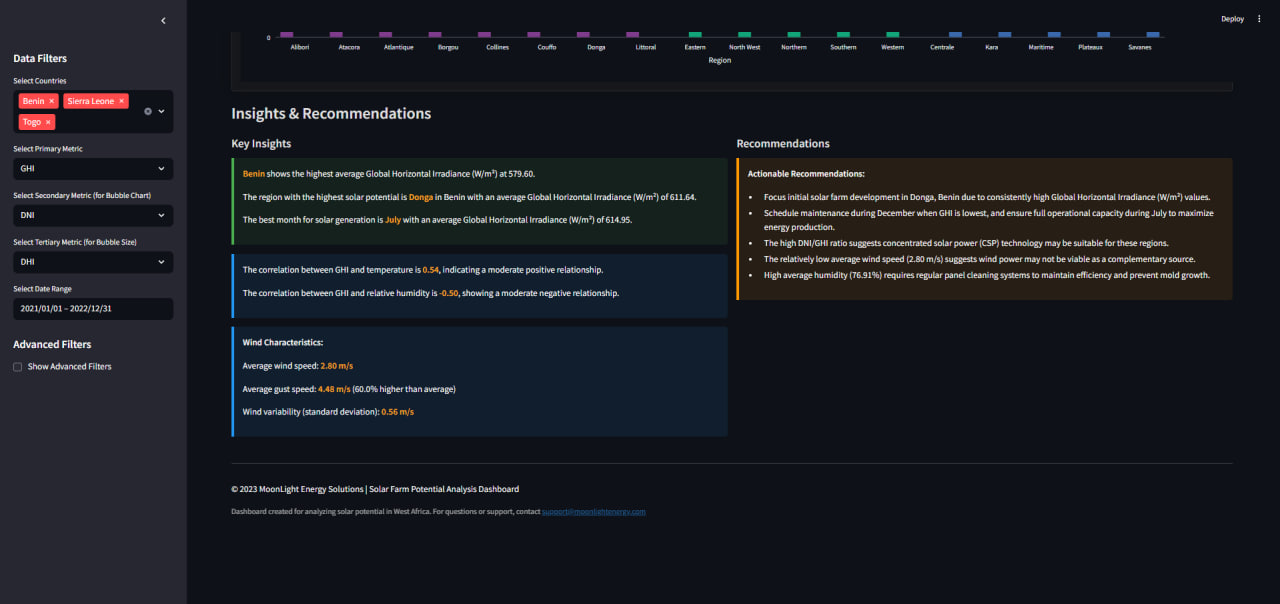 Deploy
Data Filters
Select Countries
Benin ×
Sierra Leone ×
Togo ×
Select Primary Metric
GHI
Select Secondary Metric (for Bubble Chart)
DNI
Select Tertiary Metric (for Bubble Size)
DHI
Select Date Range
2021/01/01 – 2022/12/31
Advanced Filters
Show Advanced Filters
0
Alibori Atacora Atlantique Borgou Collines Couffo Donga Littoral Eastern North West Northern Southern Western Centrale Kara Maritime Plateaux Savanes
Region
Insights & Recommendations
Key Insights
Benin shows the highest average Global Horizontal Irradiance (W/m²) at 579.60.
The region with the highest solar potential is Donga in Benin with an average Global Horizontal Irradiance (W/m²) of 611.64.
The best month for solar generation is July with an average Global Horizontal Irradiance (W/m²) of 614.95.
The correlation between GHI and temperature is 0.54, indicating a moderate positive relationship.
The correlation between GHI and relative humidity is -0.50, showing a moderate negative relationship.
Wind Characteristics:
Average wind speed: 2.80 m/s
Average gust speed: 4.48 m/s (60.0% higher than average)
Wind variability (standard deviation): 0.56 m/s
Recommendations
Actionable Recommendations:
• Focus initial solar farm development in Donga, Benin due to consistently high Global Horizontal Irradiance (W/m²) values.
• Schedule maintenance during December when GHI is lowest, and ensure full operational capacity during July to maximize
energy production.
• The high DNI/GHI ratio suggests concentrated solar power (CSP) technology may be suitable for these regions.
• The relatively low average wind speed (2.80 m/s) suggests wind power may not be viable as a complementary source.
• High average humidity (76.91%) requires regular panel cleaning systems to maintain efficiency and prevent mold growth.
© 2023 MoonLight Energy Solutions | Solar Farm Potential Analysis Dashboard
Dashboard created for analyzing solar potential in West Africa. For questions or support, contact support@moonlightenergy.com